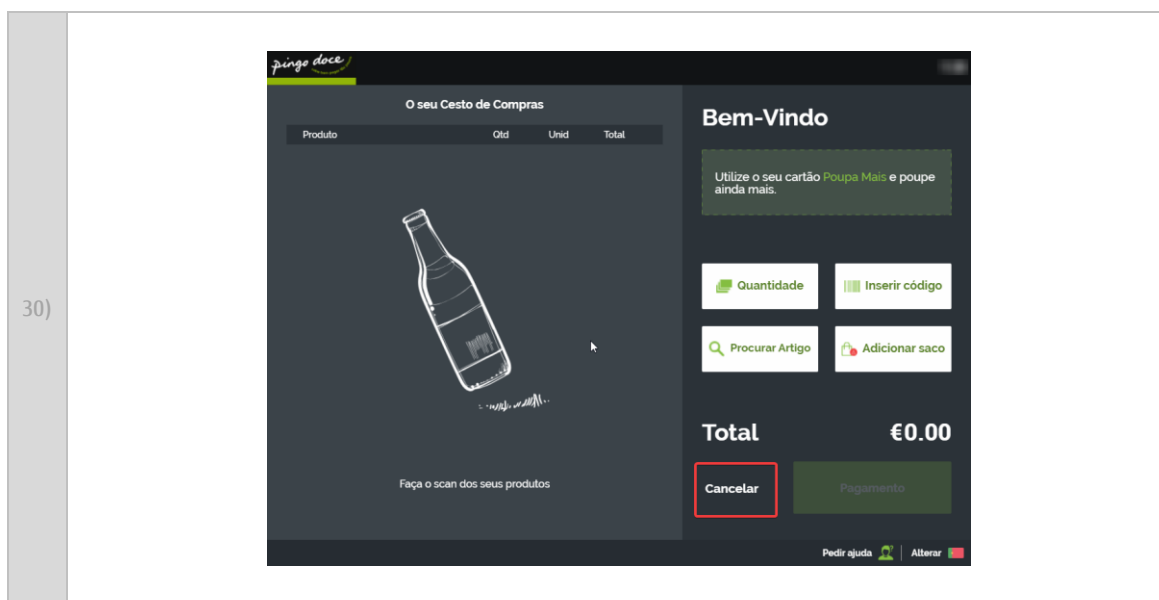 30)
pingo doce
O seu Cesto de Compras
Produto Qtd Unid Total
Faça o scan dos seus produtos
Bem-Vindo
Utilize o seu cartão Poupa Mais e poupe
ainda mais.
Quantidade Inserir código
Procurar Artigo Adicionar saco
Total €0.00
Cancelar Pagamento
Pedir ajuda Alterar